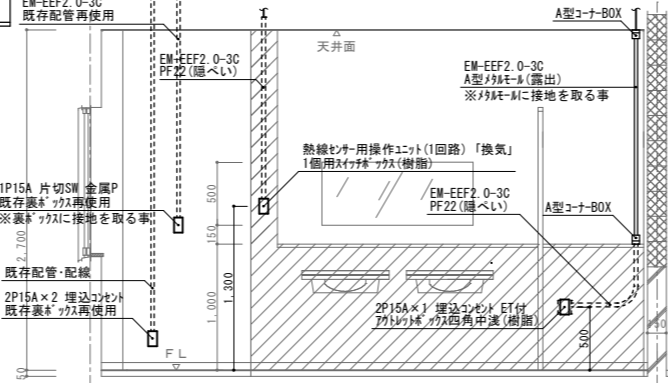 EM-EEF2.0-3C
既存配管再使用
EM-EEF2.0-3C
PF22(隠ぺい)
天井面
A型コーナーBOX
EM-EEF2.0-3C
A型メタルモール(露出)
※メタルモールに接地を取る事
熱線センサー用操作ユニット(1回路)「換気」
1個用スイッチボックス(樹脂)
1P15A 片切SW 金属P
既存裏ボックス再使用
※裏ボックスに接地を取る事
EM-EEF2.0-3C
PF22(隠ぺい)
A型コーナーBOX
500
150
2,700
1,000
1,300
既存配管・配線
2P15A×2 埋込コンセント
既存裏ボックス再使用
2P15A×1 埋込コンセント ET付
アウトレットボックス四角中浅(樹脂)
500
150
FL
50